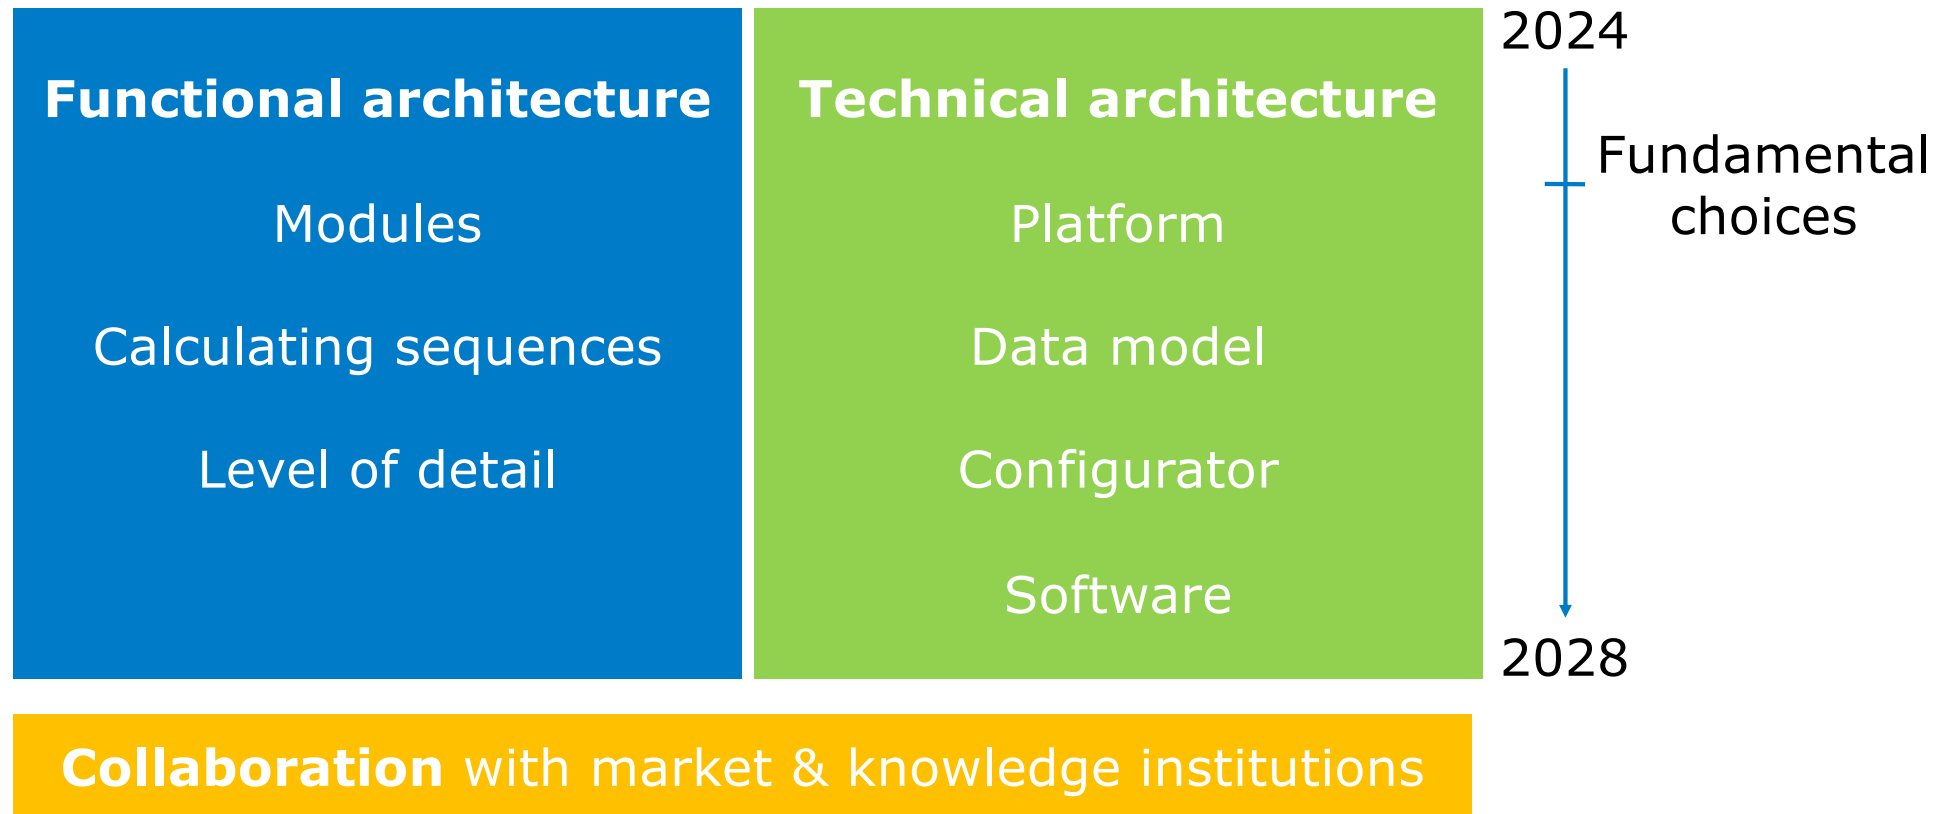 Functional architecture
Modules
Calculating sequences
Level of detail
Technical architecture
Platform
Data model
Configurator
Software
2024
Fundamental
choices
2028
Collaboration with market & knowledge institutions